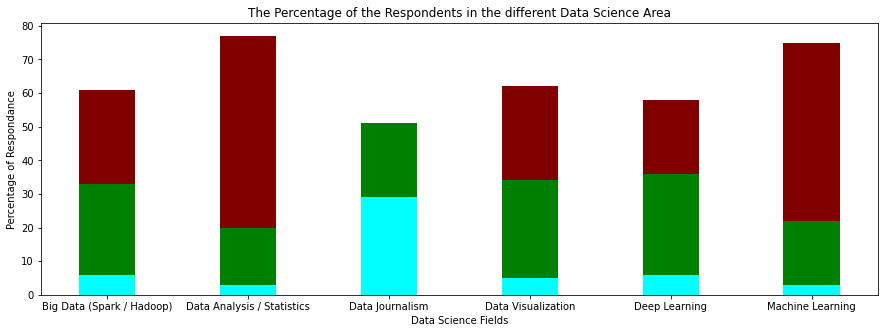 The Percentage of the Respondents in the different Data Science Area
80
70
60
50
40
30
20
10
0
Percentage of Respondance
Big Data (Spark / Hadoop) Data Analysis / Statistics Data Journalism Data Visualization Deep Learning Machine Learning
Data Science Fields